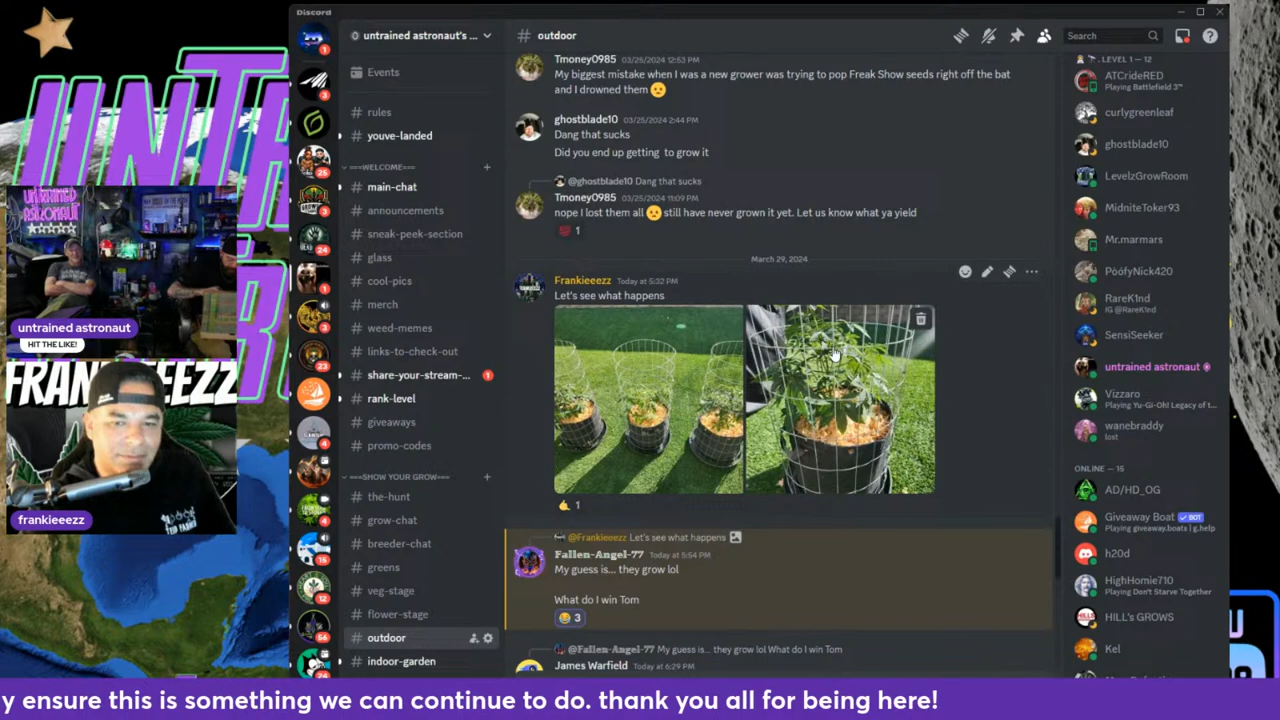 Discord
untrained astronaut's ...
# outdoor
Search
Events
# rules
# youve-landed
===WELCOME===
# main-chat
# announcements
# sneak-peek-section
# glass
# cool-pics
# merch
# weed-memes
# links-to-check-out
# share-your-stream-... 1
# rank-level
# giveaways
# promo-codes
===SHOW YOUR GROW===
# the-hunt
# grow-chat
# breeder-chat
# greens
# veg-stage
# flower-stage
# outdoor
# indoor-garden
Tmoney0985 03/25/2024 12:53 PM
My biggest mistake when I was a new grower was trying to pop Freak Show seeds right off the bat
and I drowned them
ghostblade10 03/25/2024 2:44 PM
Dang that sucks
Did you end up getting to grow it
@ghostblade10 Dang that sucks
Tmoney0985 03/25/2024 11:09 PM
nope I lost them all still have never grown it yet. Let us know what ya yield
1
March 29, 2024
Frankieeezz Today at 5:32 PM
Let's see what happens
1
@Frankieeezz Let's see what happens
Fallen-Angel-77 Today at 5:54 PM
My guess is... they grow lol
What do I win Tom
3
@Fallen-Angel-77 My guess is... they grow lol What do I win Tom
James Warfield Today at 6:29 PM
LEVEL 1 — 12
ATCrideRED
Playing Battlefield 3™
curlygreenleaf
ghostblade10
LevelzGrowRoom
MidniteToker93
Mr.marmars
PòófyNick420
RareK1nd
IG @RareK1nd
SensiSeeker
untrained astronaut
Vizzaro
Playing Yu-Gi-Oh! Legacy of t...
wanebraddy
lost
ONLINE — 15
AD/HD_OG
Giveaway Boat BOT
giveaway.boats | g.help
h20d
HighHomie710
Playing Don't Starve Together
HILL's GROWS
Kel
UNTRAINED
ASTRONAUT
untrained astronaut
HIT THE LIKE!
FRANKIEEEZZ
frankieeezz
y ensure this is something we can continue to do. thank you all for being here!